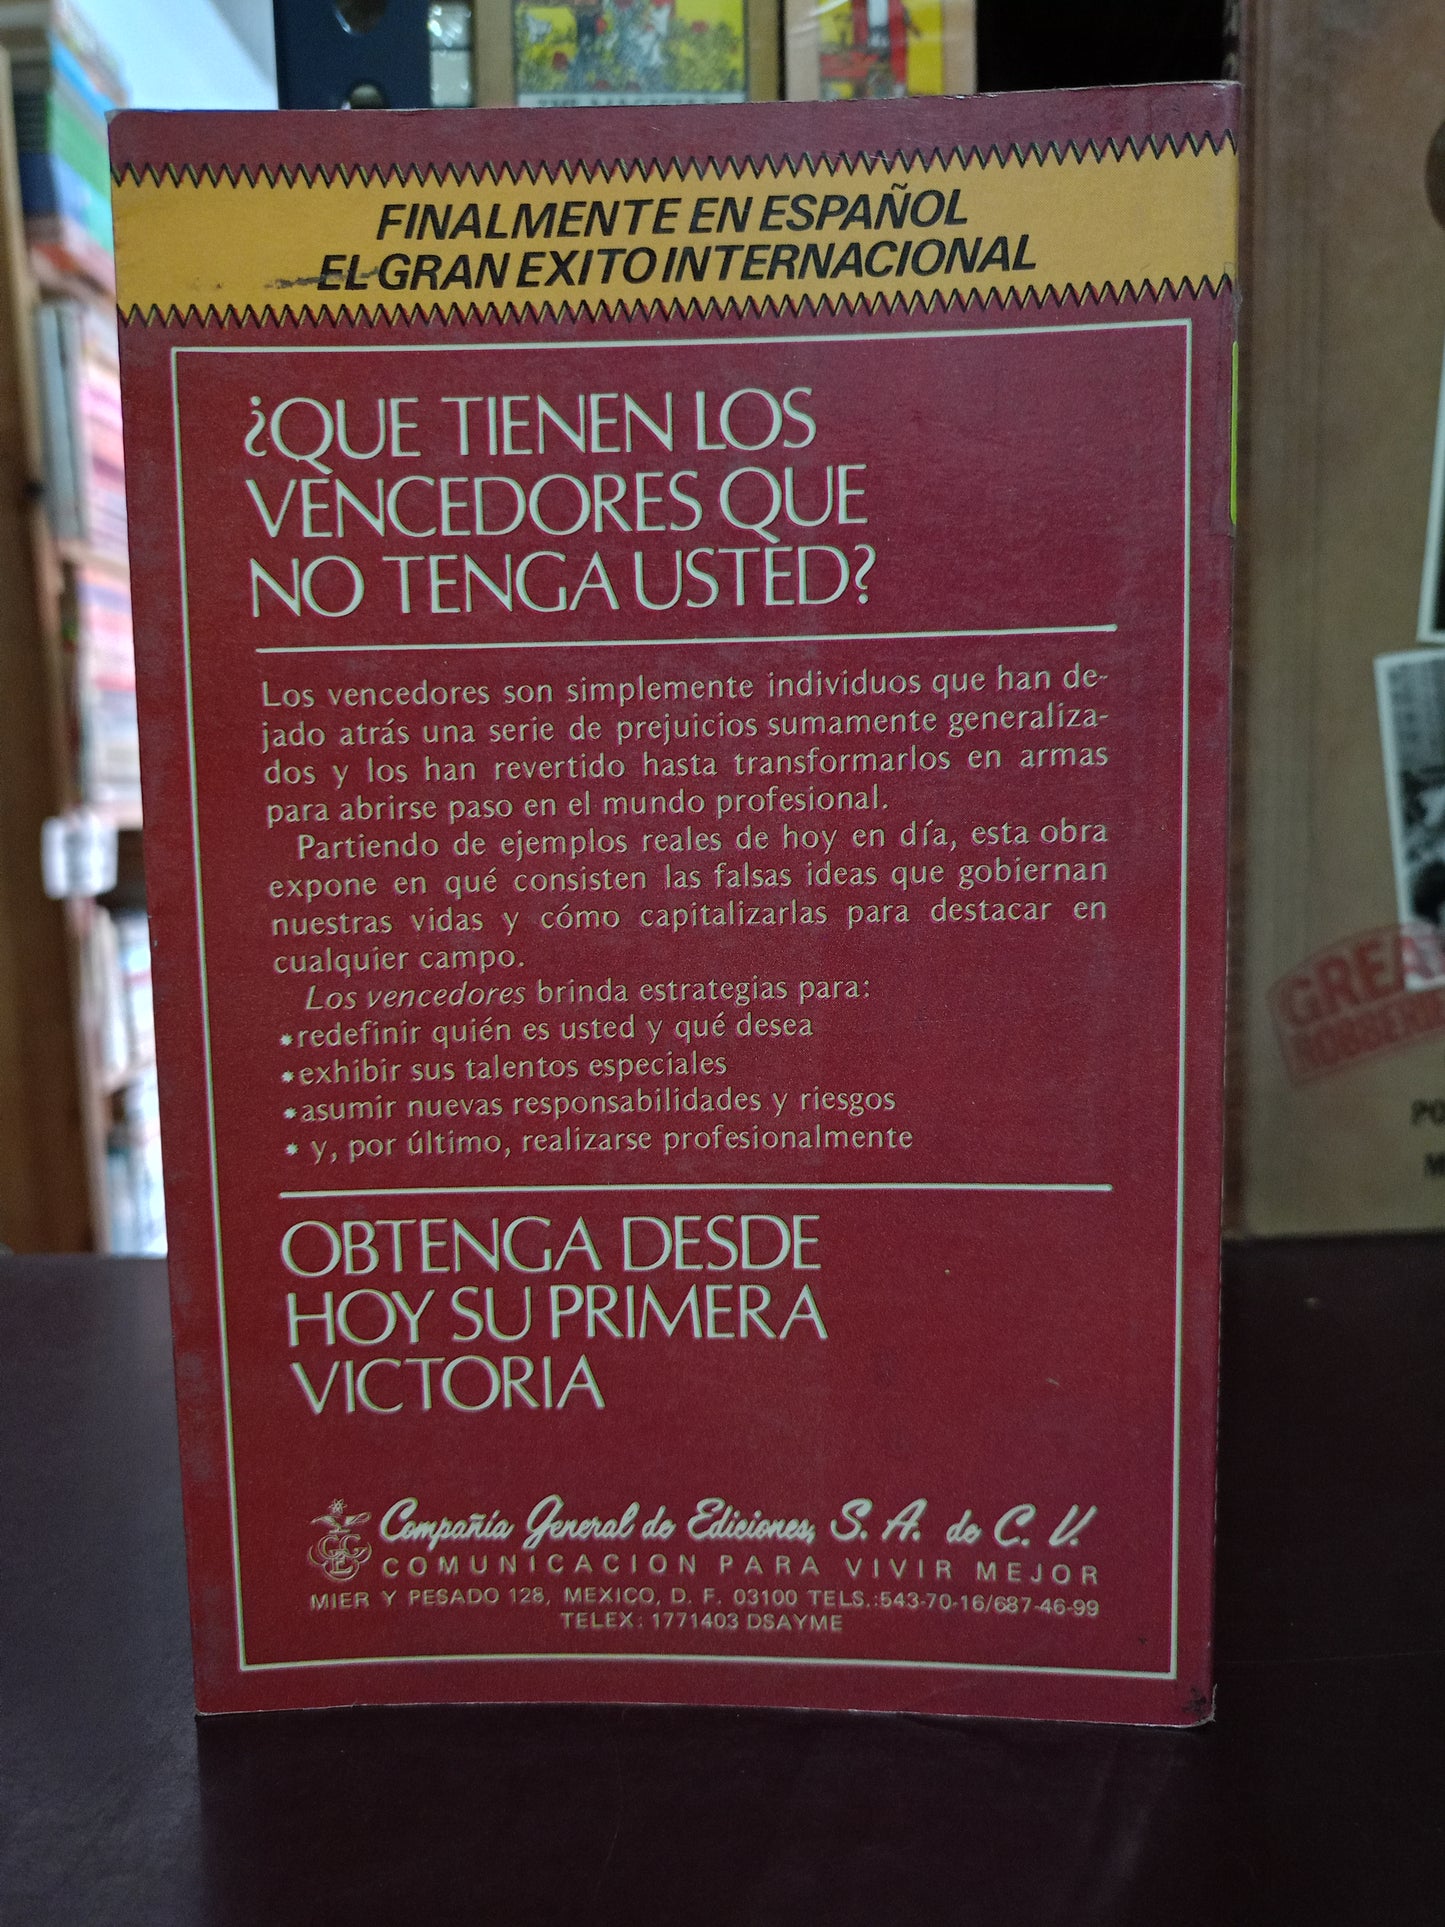 FINALMENTE EN ESPAÑOL
EL GRAN EXITO INTERNACIONAL
¿QUE TIENEN LOS
VENCEDORES QUE
NO TENGA USTED?
Los vencedores son simplemente individuos que han de-
jado atrás una serie de prejuicios sumamente generaliza-
dos y los han revertido hasta transformarlos en armas
para abrirse paso en el mundo profesional.
Partiendo de ejemplos reales de hoy en día, esta obra
expone en qué consisten las falsas ideas que gobiernan
nuestras vidas y cómo capitalizarlas para destacar en
cualquier campo.
Los vencedores brinda estrategias para:
*redefinir quién es usted y qué desea
*exhibir sus talentos especiales
*asumir nuevas responsabilidades y riesgos
* y, por último, realizarse profesionalmente
OBTENGA DESDE
HOY SU PRIMERA
VICTORIA
Compañía General de Ediciones, S. A. de C. V.
COMUNICACION PARA VIVIR MEJOR
MIER Y PESADO 128, MEXICO, D. F. 03100 TELS.:543-70-16/687-46-99
TELEX: 1771403 DSAYME
GREAT